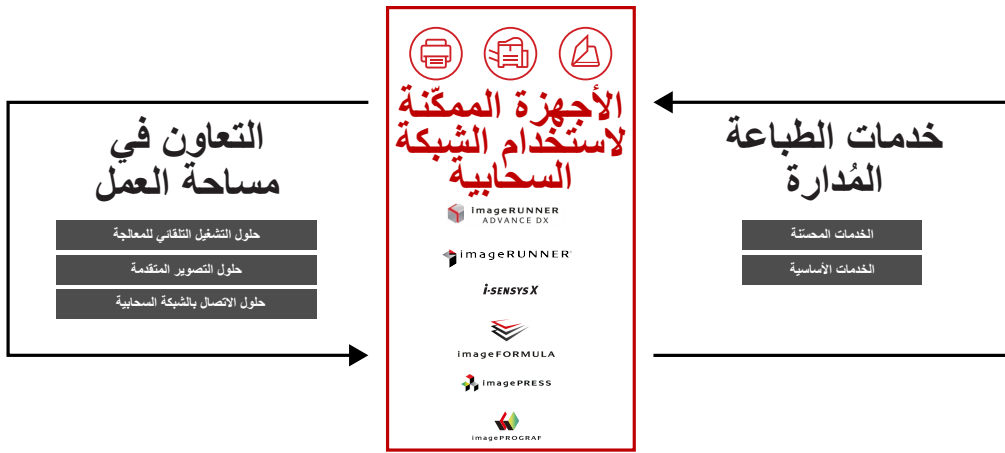 خدمات الطباعة
المُدارة
الخدمات المحسّنة
الخدمات الأساسية
الأجهزة الممكّنة
لاستخدام الشبكة
السحابية
imageRUNNER
ADVANCE DX
imageRUNNER
i-SENSYS X
imageFORMULA
imagePRESS
imagePROGRAF
التعاون في
مساحة العمل
حلول التشغيل التلقائي للمعالجة
حلول التصوير المتقدمة
حلول الاتصال بالشبكة السحابية